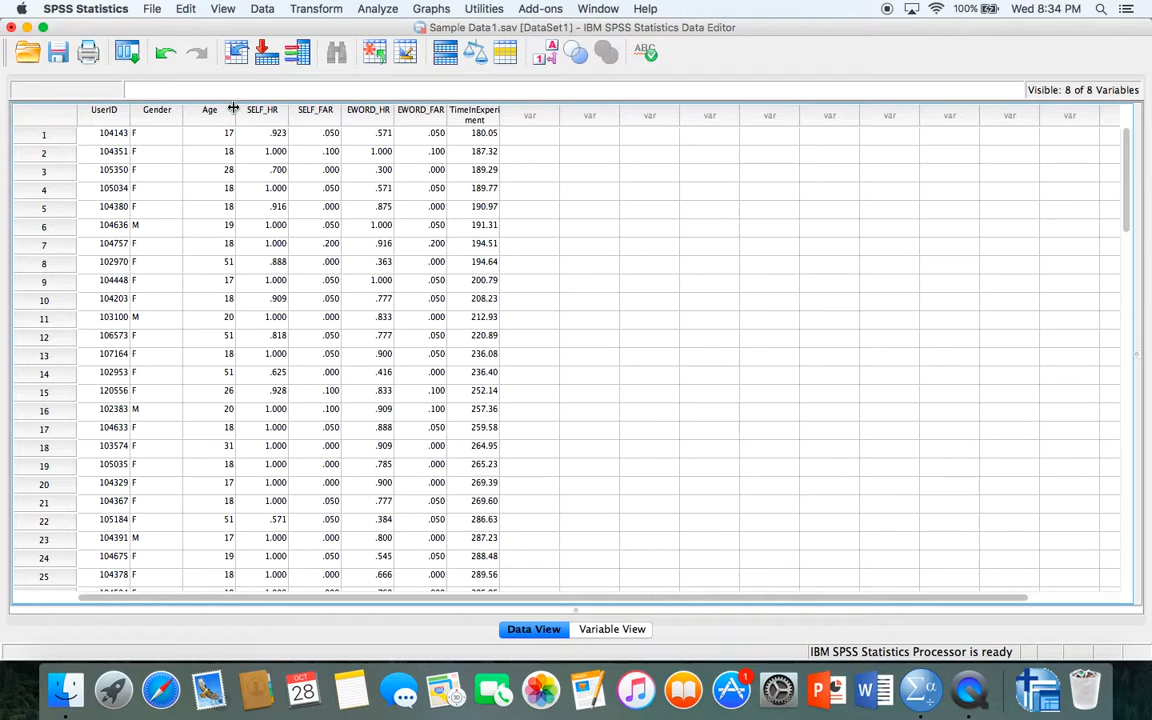 SPSS Statistics File Edit View Data Transform Analyze Graphs Utilities Add-ons Window Help 100% Wed 8:34 PM
Sample Data1.sav [DataSet1] - IBM SPSS Statistics Data Editor
Visible: 8 of 8 Variables
UserID Gender Age SELF_HR SELF_FAR EWORD_HR EWORD_FAR TimeInExperi
ment var var var var var var var var var var
1 104143 F 17 .923 .050 .571 .050 180.05
2 104351 F 18 1.000 .100 1.000 .100 187.32
3 105350 F 28 .700 .000 .300 .000 189.29
4 105034 F 18 1.000 .050 .571 .050 189.77
5 104380 F 18 .916 .000 .875 .000 190.97
6 104636 M 19 1.000 .050 1.000 .050 191.31
7 104757 F 18 1.000 .200 .916 .200 194.51
8 102970 F 51 .888 .000 .363 .000 194.64
9 104448 F 17 1.000 .050 1.000 .050 200.79
10 104203 F 18 .909 .050 .777 .050 208.23
11 103100 M 20 1.000 .000 .833 .000 212.93
12 106573 F 51 .818 .050 .777 .050 220.89
13 107164 F 18 1.000 .050 .900 .050 236.08
14 102953 F 51 .625 .000 .416 .000 236.40
15 120556 F 26 .928 .100 .833 .100 252.14
16 102383 M 20 1.000 .100 .909 .100 257.36
17 104633 F 18 1.000 .050 .888 .050 259.58
18 103574 F 31 1.000 .000 .909 .000 264.95
19 105035 F 18 1.000 .000 .785 .000 265.23
20 104329 F 17 1.000 .000 .900 .000 269.39
21 104367 F 18 1.000 .050 .777 .050 269.60
22 105184 F 51 .571 .050 .384 .050 286.63
23 104391 M 17 1.000 .000 .800 .000 287.23
24 104675 F 19 1.000 .050 .545 .050 288.48
25 104378 F 18 1.000 .000 .666 .000 289.56
Data View Variable View
IBM SPSS Statistics Processor is ready
OCT
28
1